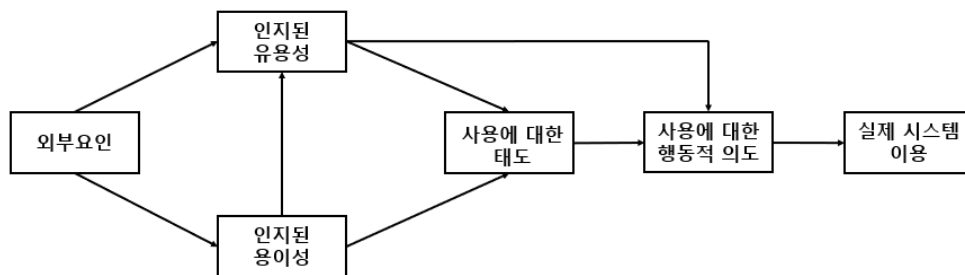 인지된
유용성
외부요인
사용에 대한
태도
사용에 대한
행동적 의도
실제 시스템
이용
인지된
용이성